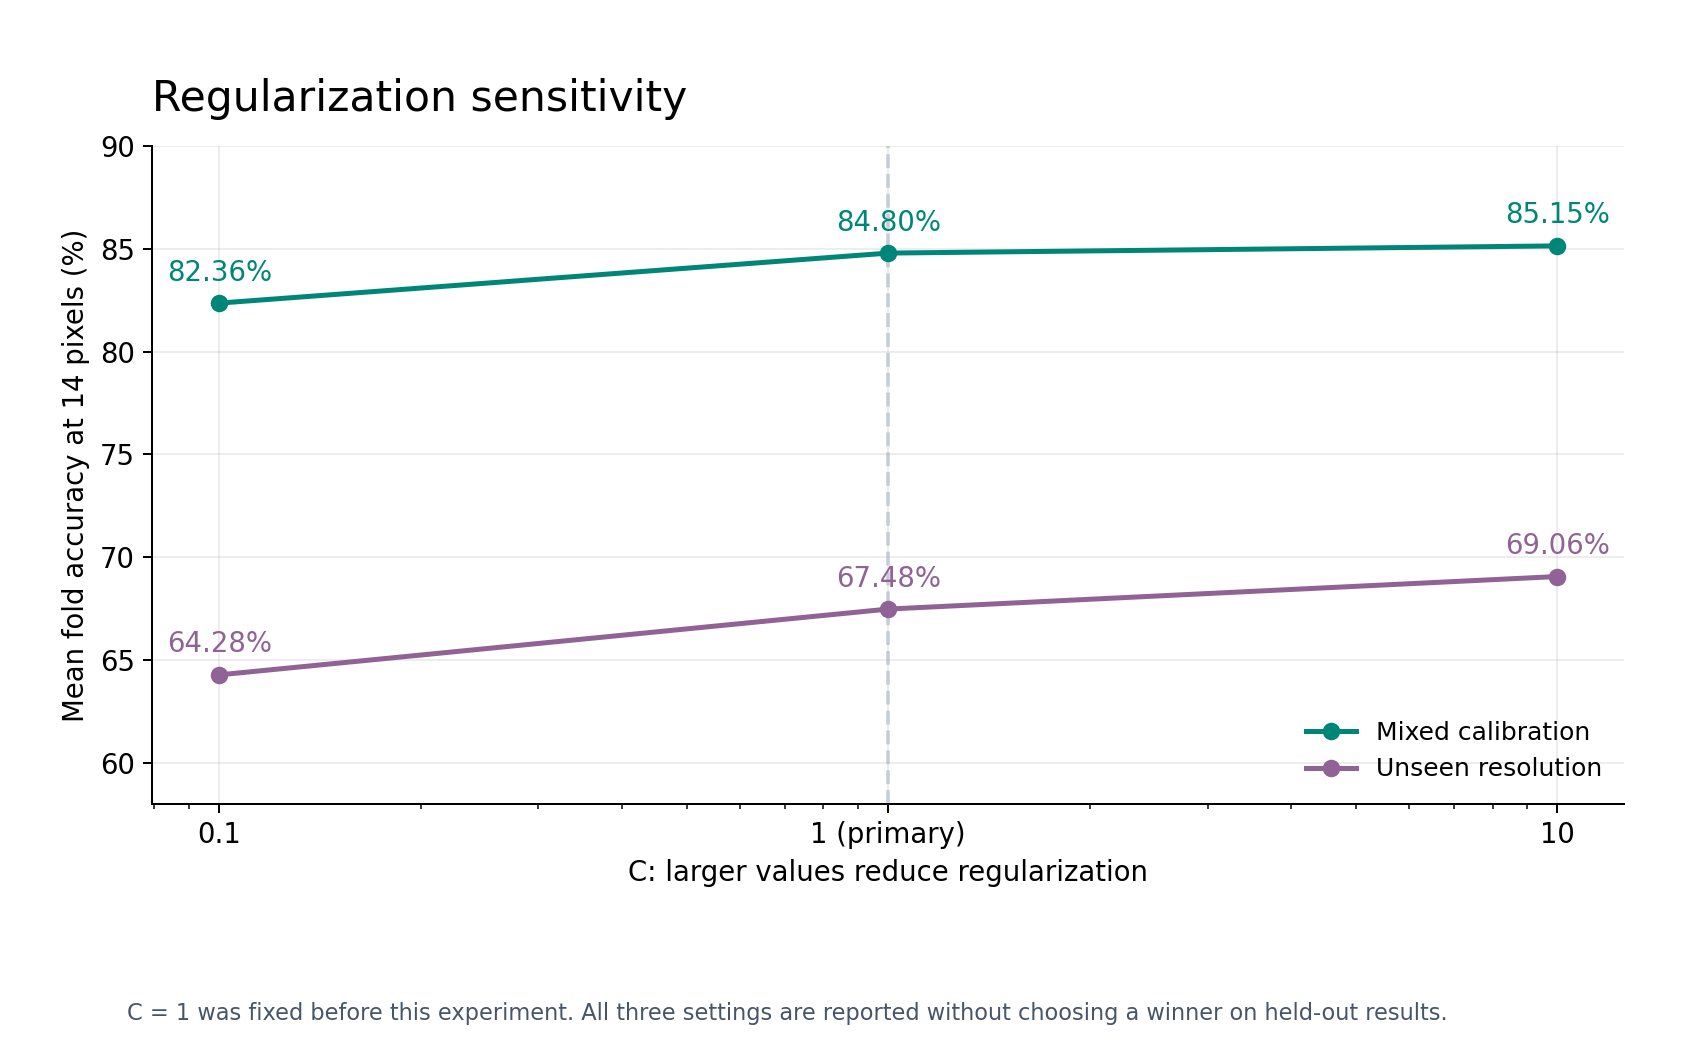 Regularization sensitivity
Mean fold accuracy at 14 pixels (%)
90
85
80
75
70
65
60
82.36%
84.80%
85.15%
64.28%
67.48%
69.06%
Mixed calibration
Unseen resolution
0.1
1 (primary)
10
C: larger values reduce regularization
C = 1 was fixed before this experiment. All three settings are reported without choosing a winner on held-out results.